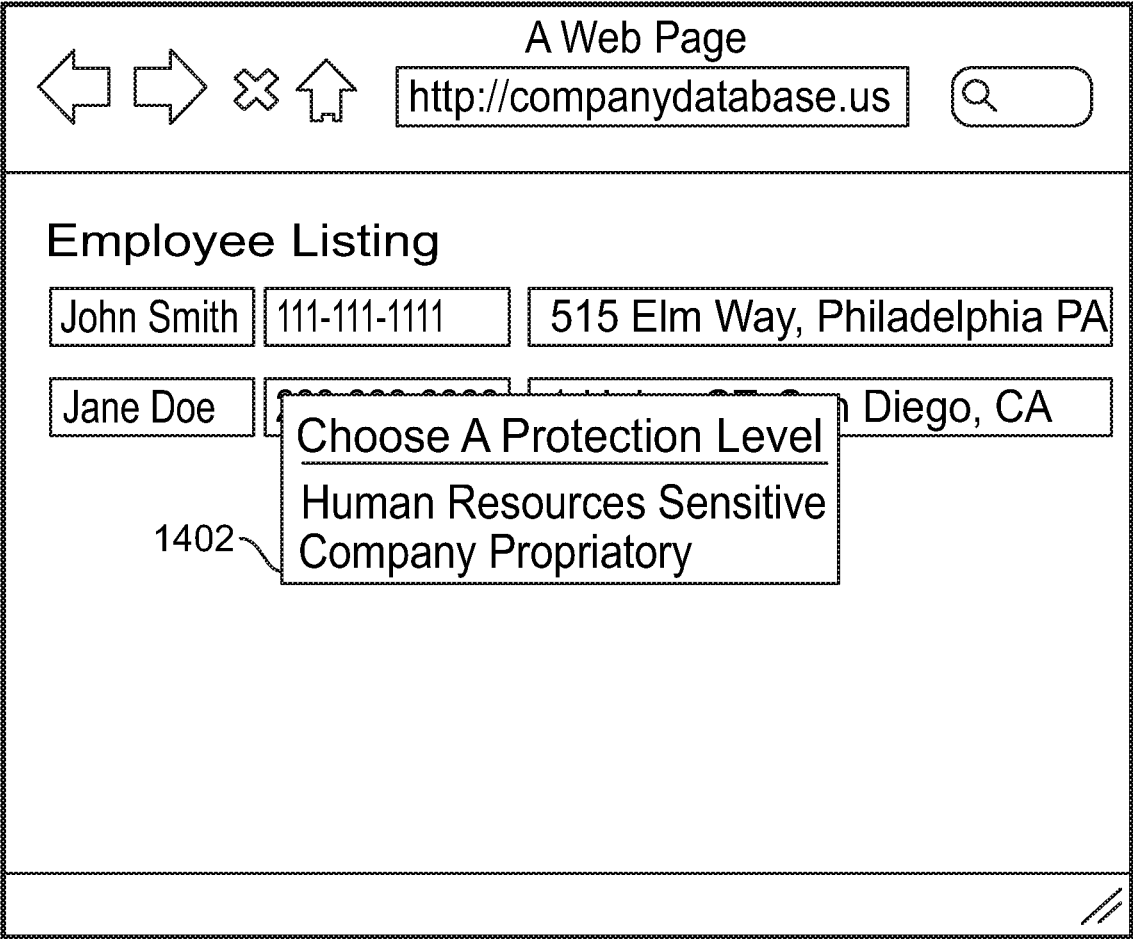 A Web Page
http://companydatabase.us
Employee Listing
John Smith 111-111-1111 515 Elm Way, Philadelphia PA
Jane Doe Diego, CA
Choose A Protection Level
Human Resources Sensitive
Company Propriatory
1402